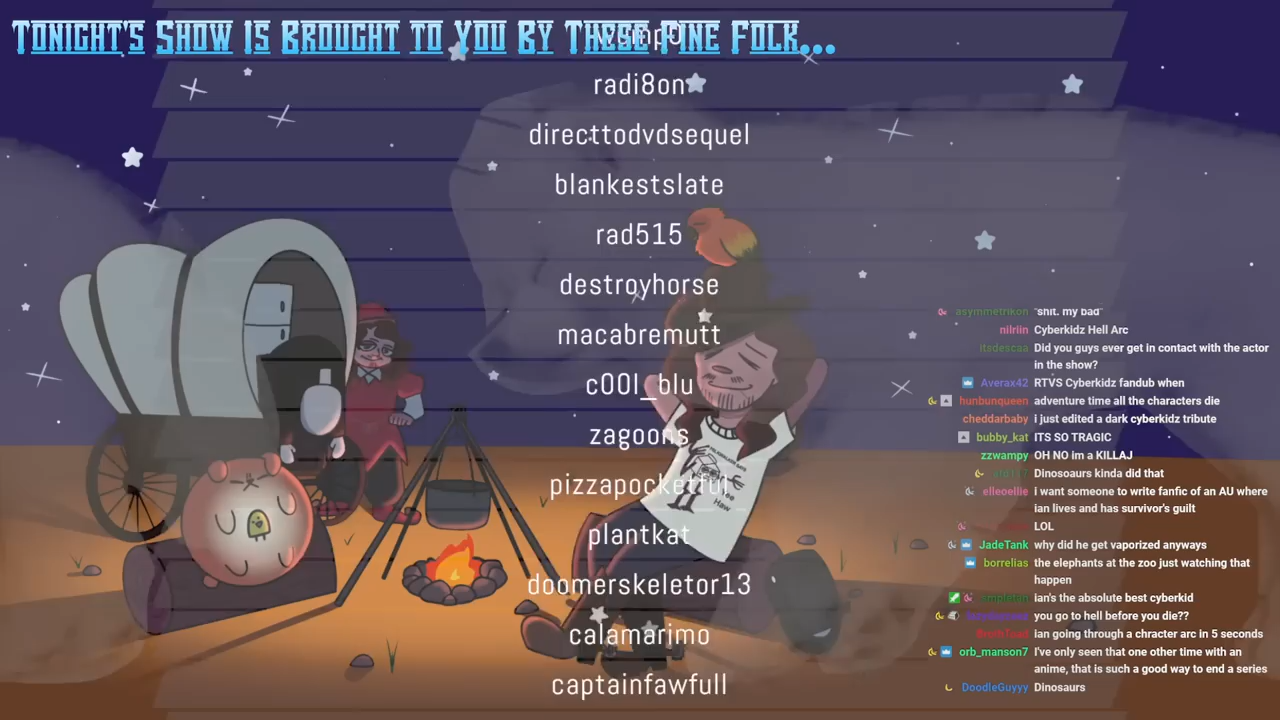 Tonight's Show Is Brought to You By These Fine Folk...
radi8on
directtodvdsequel
blankestslate
rad515
destroyhorse
macabremutt
c00l_blu
zagoons
pizzapocketful
plantkat
doomerskeletor13
calamarimo
captainfawfull
asymmetrikon "shit. my bad"
nilriin Cyberkidz Hell Arc
itsdescaa Did you guys ever get in contact with the actor
in the show?
Averax42 RTVS Cyberkidz fandub when
hunbunqueen adventure time all the characters die
cheddarbaby i just edited a dark cyberkidz tribute
bubby_kat ITS SO TRAGIC
zzwampy OH NO im a KILLAJ
Dinosoaurs kinda did that
elleoellie i want someone to write fanfic of an AU where
ian lives and has survivor's guilt
LOL
JadeTank why did he get vaporized anyways
borrelias the elephants at the zoo just watching that
happen
ian's the absolute best cyberkid
you go to hell before you die??
ian going through a chracter arc in 5 seconds
orb_manson7 I've only seen that one other time with an
anime, that is such a good way to end a series
DoodleGuyyy Dinosaurs